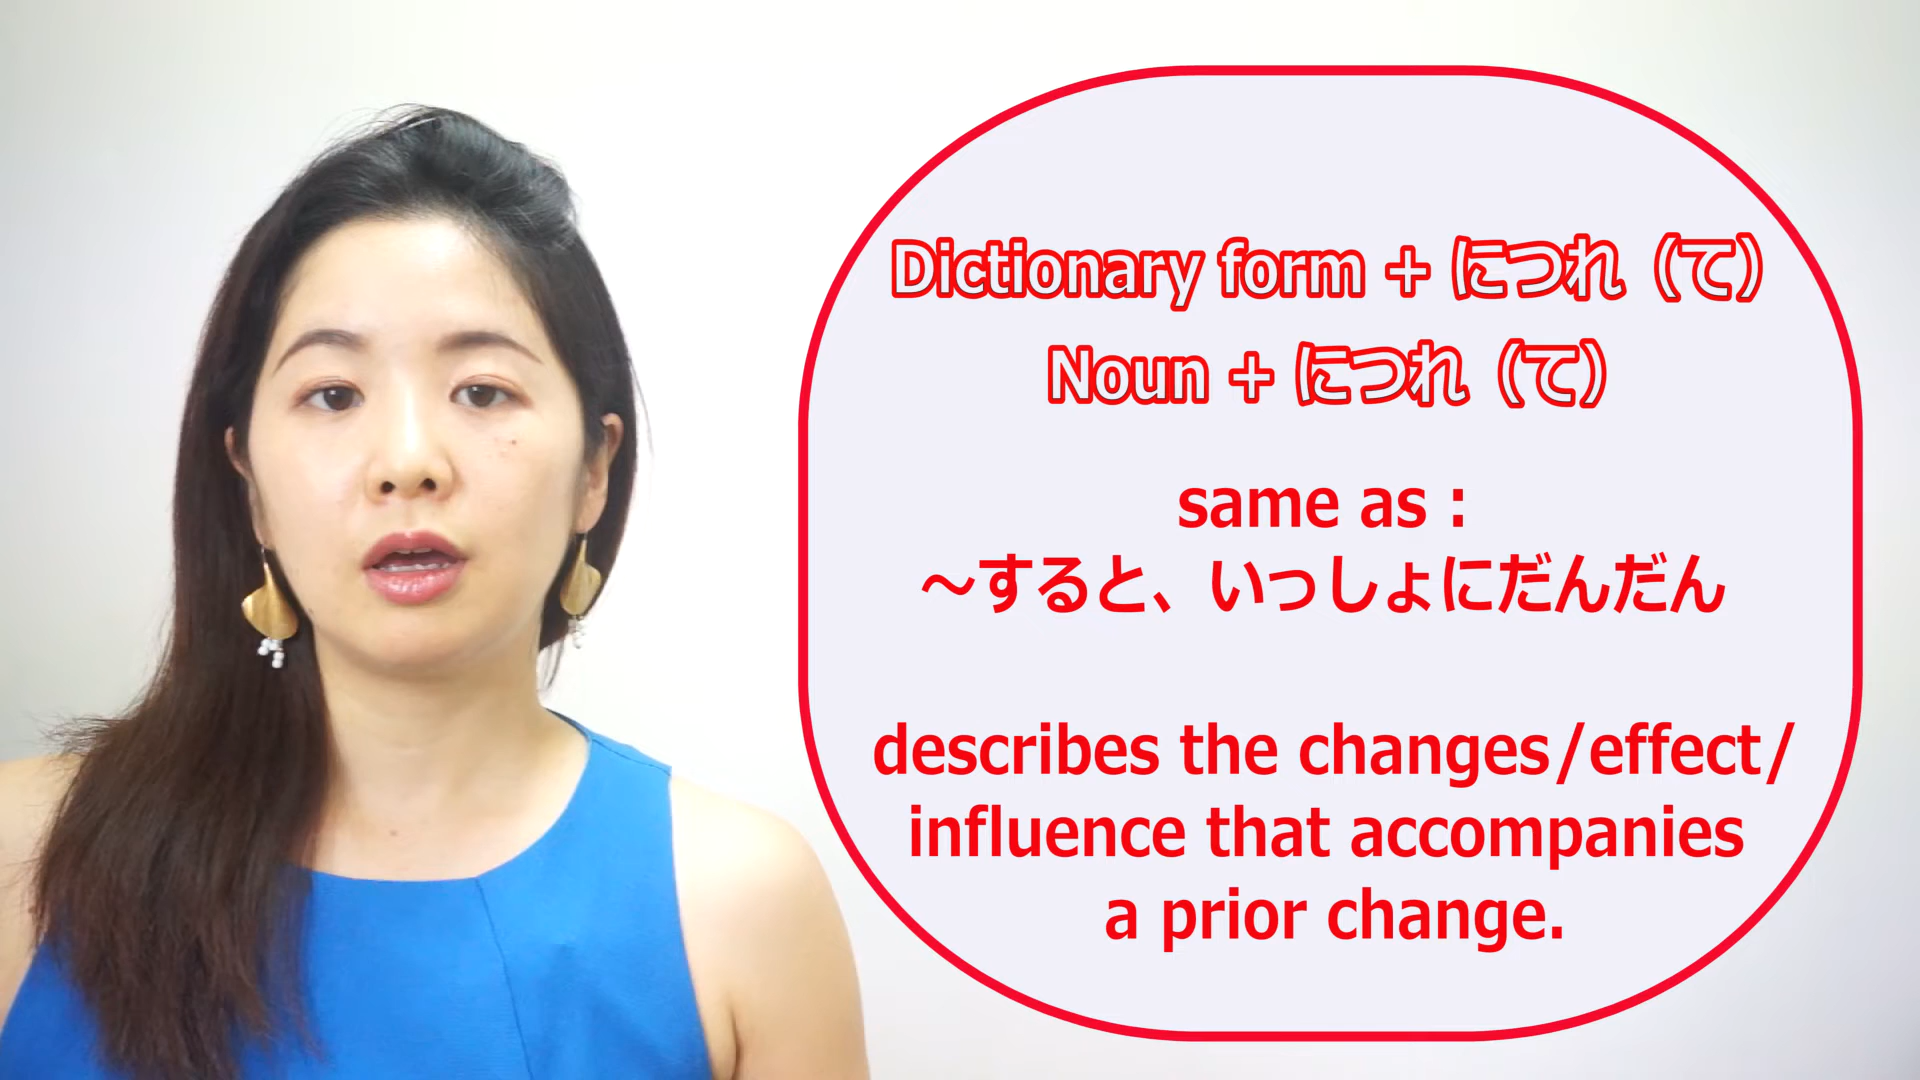 Dictionary form + につれ（て）
Noun + につれ（て）
same as :
～すると、いっしょにだんだん
describes the changes/effect/
influence that accompanies
a prior change.